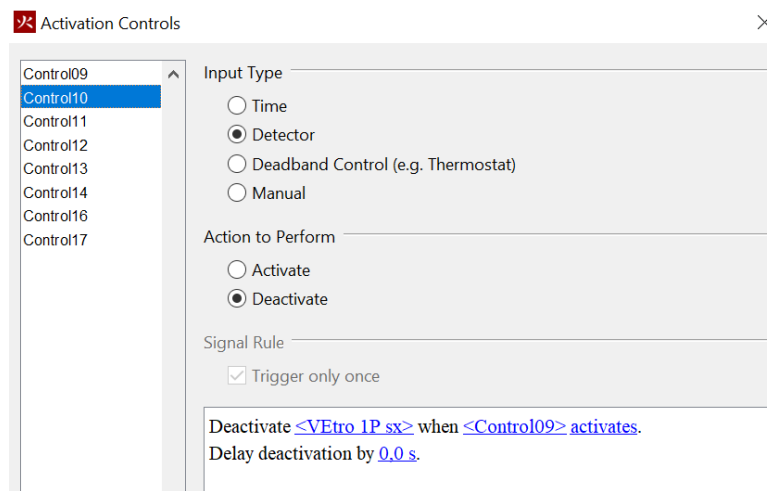 火 Activation Controls
Control09
Control10
Control11
Control12
Control13
Control14
Control16
Control17
Input Type
Time
Detector
Deadband Control (e.g. Thermostat)
Manual
Action to Perform
Activate
Deactivate
Signal Rule
Trigger only once
Deactivate <VEtro 1P sx> when <Control09> activates.
Delay deactivation by 0,0 s.